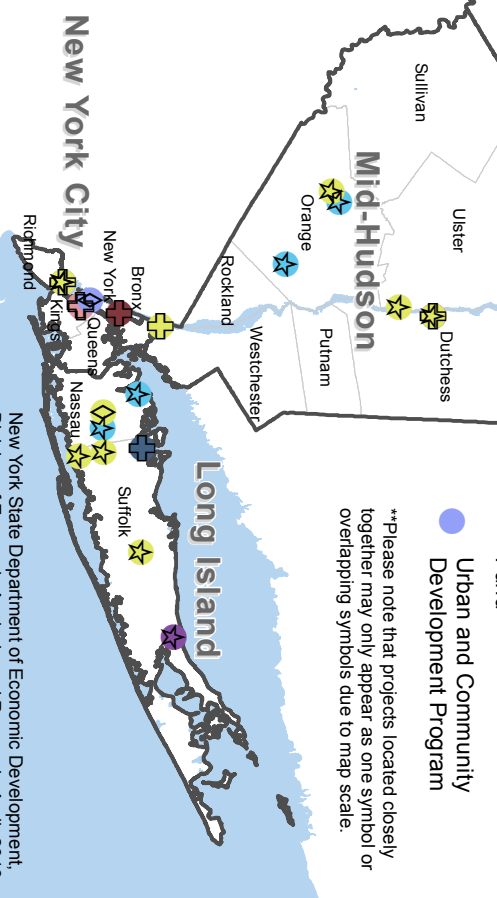 Urban and Community
Development Program
Ulster
Sullivan
Dutchess
Mid-Hudson
**Please note that projects located closely
together may only appear as one symbol or
overlapping symbols due to map scale.
Orange
Putnam
Rockland
Westchester
Long Island
Bronx
New York
Suffolk
Queens
New York City
Nassau
Kings
Richmond
New York State Department of Economic Development,